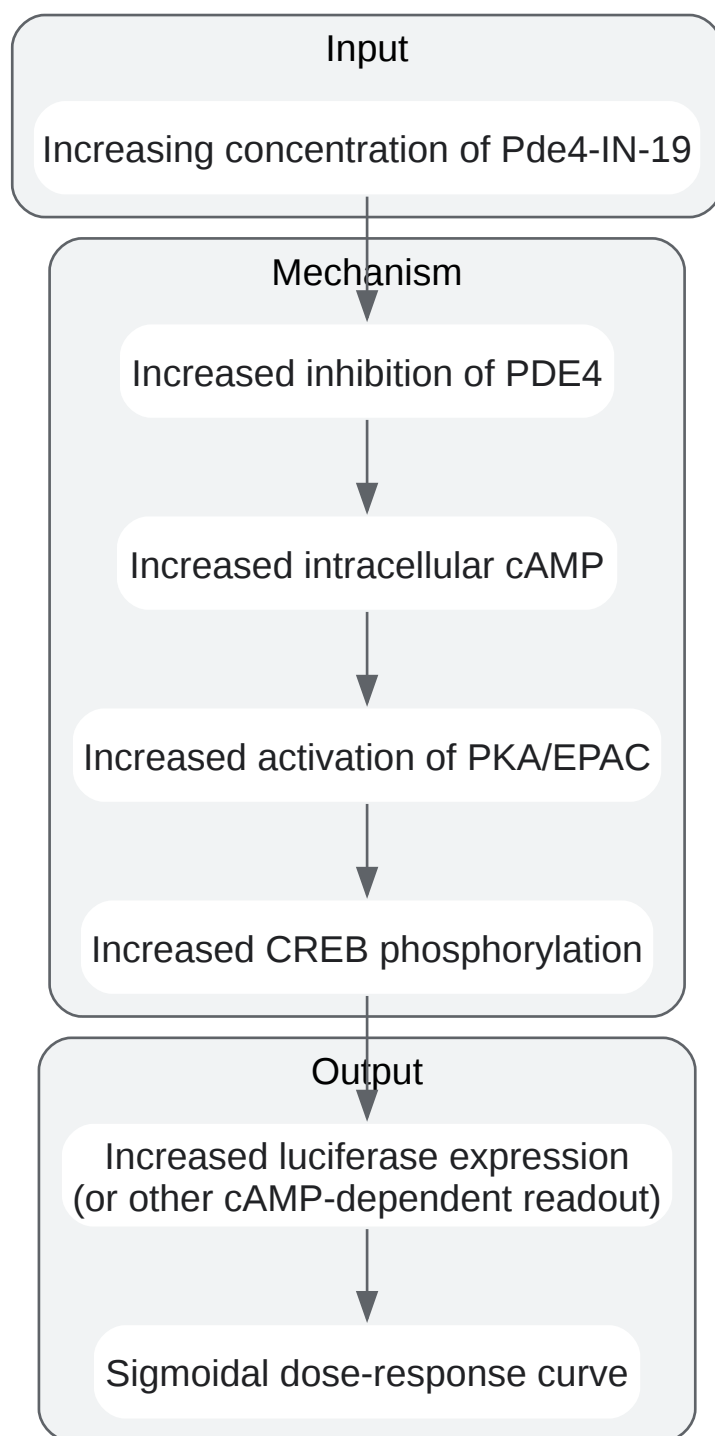 Input
Increasing concentration of Pde4-IN-19
Mechanism
Increased inhibition of PDE4
Increased intracellular cAMP
Increased activation of PKA/EPAC
Increased CREB phosphorylation
Output
Increased luciferase expression
(or other cAMP-dependent readout)
Sigmoidal dose-response curve